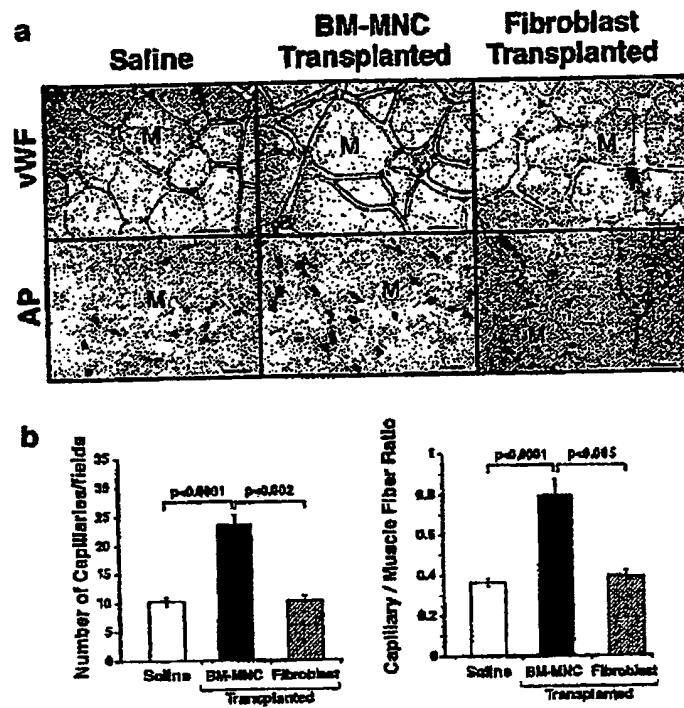 a
Saline
BM-MNC
Transplanted
Fibroblast
Transplanted
vWF
M
M
M
AP
M
M
M
b
Number of Capillaries/fields
35
30
25
20
15
10
5
0
p<0.0001
p<0.002
Saline
BM-MNC
Fibroblast
Transplanted
Capillary / Muscle Fiber Ratio
1
0.8
0.6
0.4
0.2
0
p<0.0001
Saline
BM-MNC
Fibroblast
Transplanted